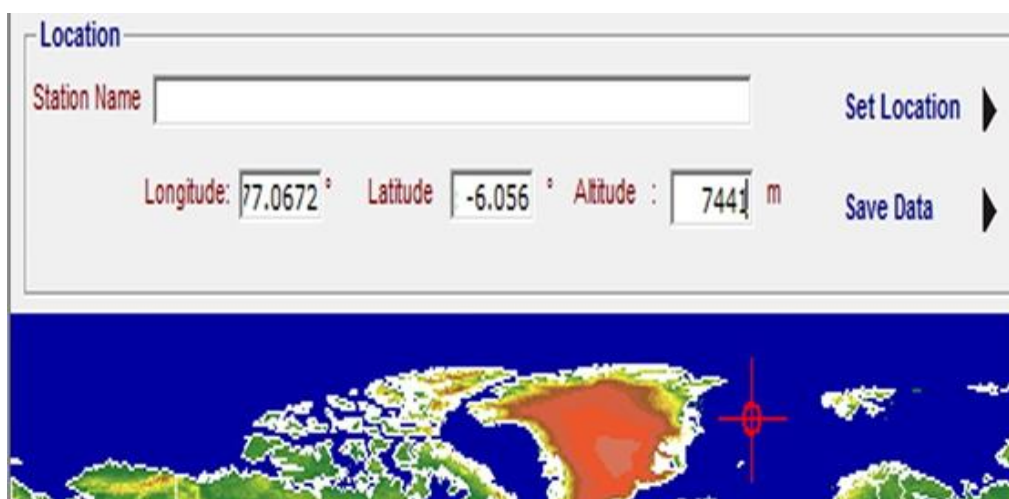 Location
Station Name
Set Location
Longitude: 77.0672 ° Latitude -6.056 ° Altitude : 7441 m
Save Data